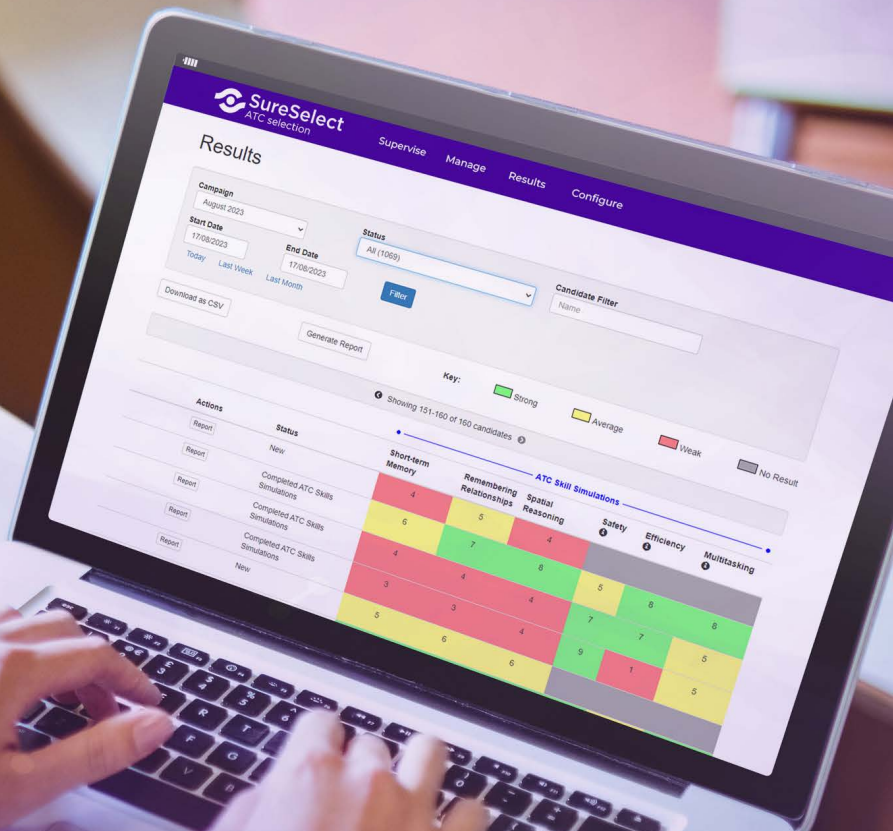 SureSelect
ATC selection
Supervise Manage Results Configure
Results
Campaign
August 2023
Status
All (1069)
Candidate Filter
Name
Start Date
17/08/2023
End Date
17/08/2023
Today Last Week Last Month
Filter
Download as CSV
Generate Report
Key: Strong Average Weak No Result
Showing 151-160 of 160 candidates
ATC Skill Simulations
Actions Status Short-term Memory Remembering Relationships Spatial Reasoning Safety Efficiency Multitasking
Report New 4 5 4
Report Completed ATC Skills Simulations 6 7 8 5 8 8
Report Completed ATC Skills Simulations 4 4 4 7 7 5
Report Completed ATC Skills Simulations 3 3 4 9 1 5
Report New 5 6 6
esc